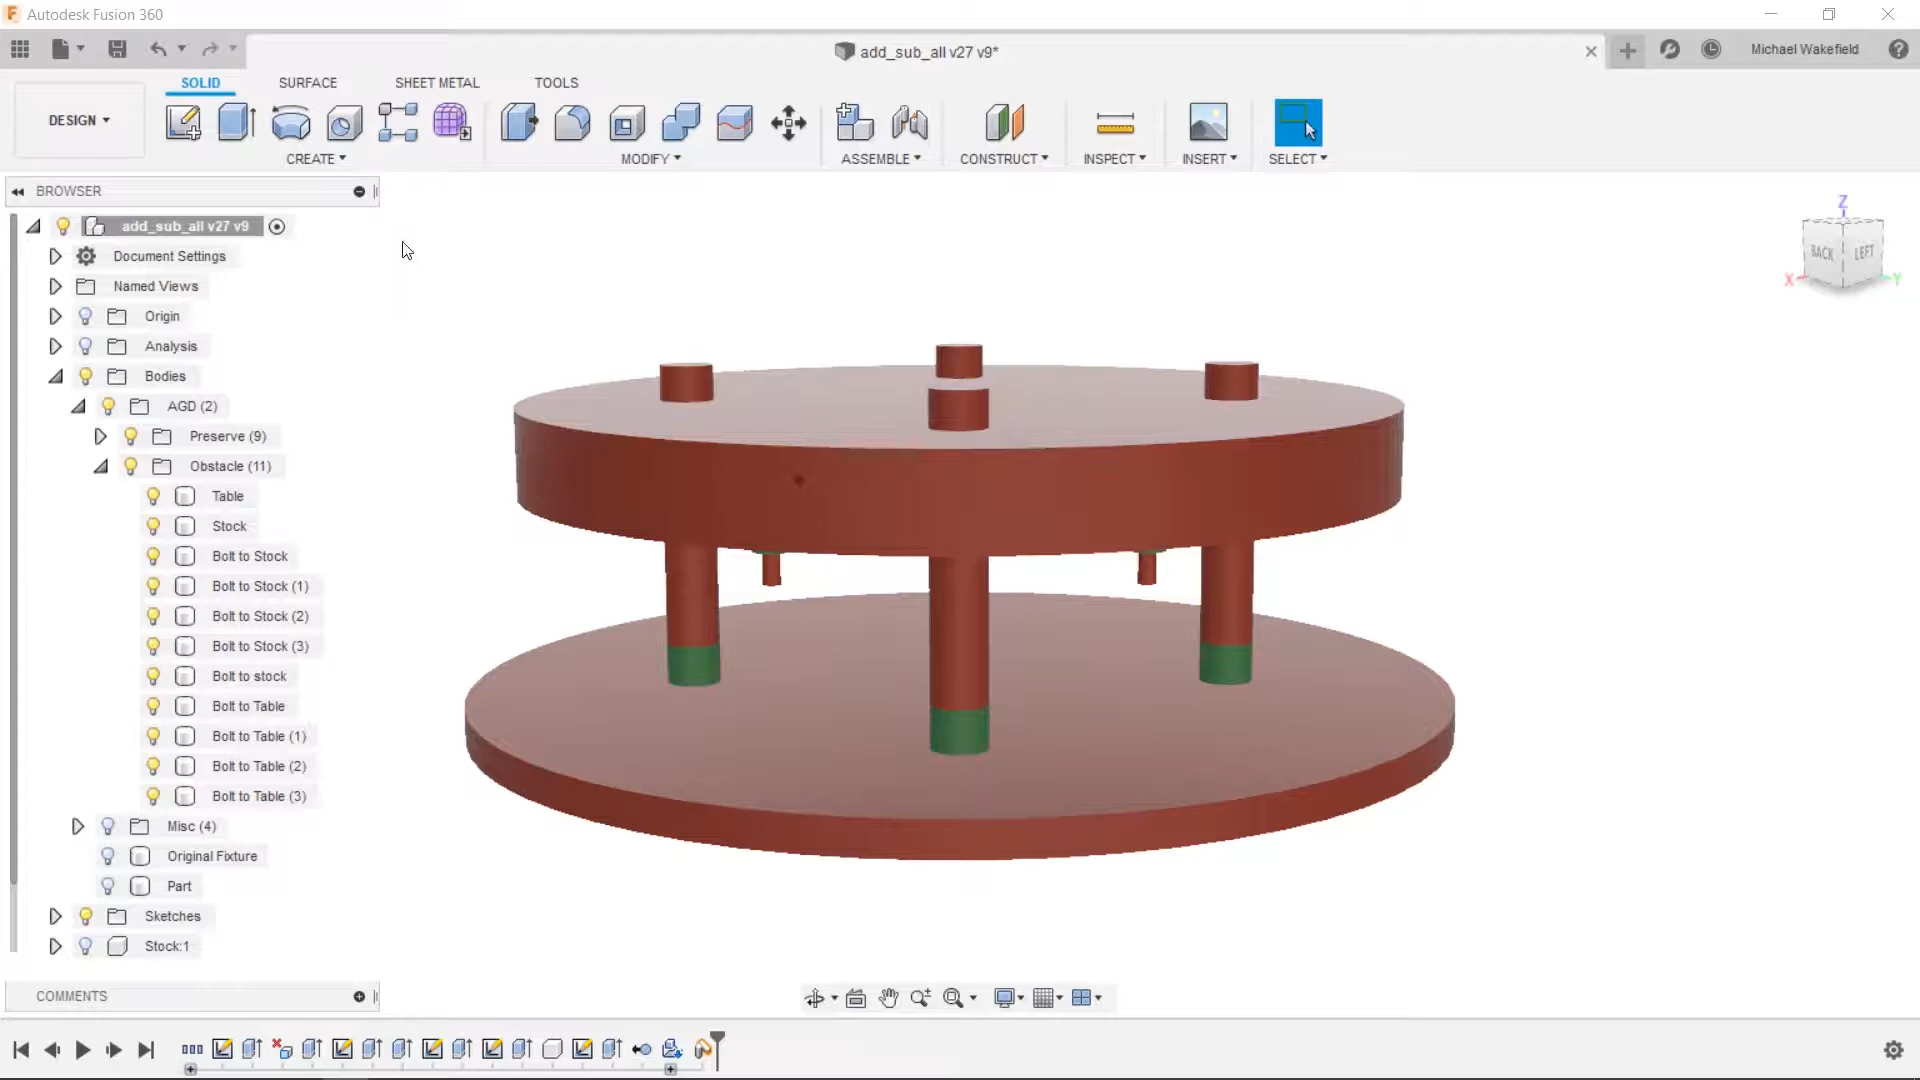 Autodesk Fusion 360
add_sub_all v27 v9*
Michael Wakefield
SOLID SURFACE SHEET METAL TOOLS
DESIGN
CREATE MODIFY ASSEMBLE CONSTRUCT INSPECT INSERT SELECT
BROWSER
add_sub_all v27 v9
Document Settings
Named Views
Origin
Analysis
Bodies
AGD (2)
Preserve (9)
Obstacle (11)
Table
Stock
Bolt to Stock
Bolt to Stock (1)
Bolt to Stock (2)
Bolt to Stock (3)
Bolt to stock
Bolt to Table
Bolt to Table (1)
Bolt to Table (2)
Bolt to Table (3)
Misc (4)
Original Fixture
Part
Sketches
Stock:1
COMMENTS
Z
BACK LEFT
X Y